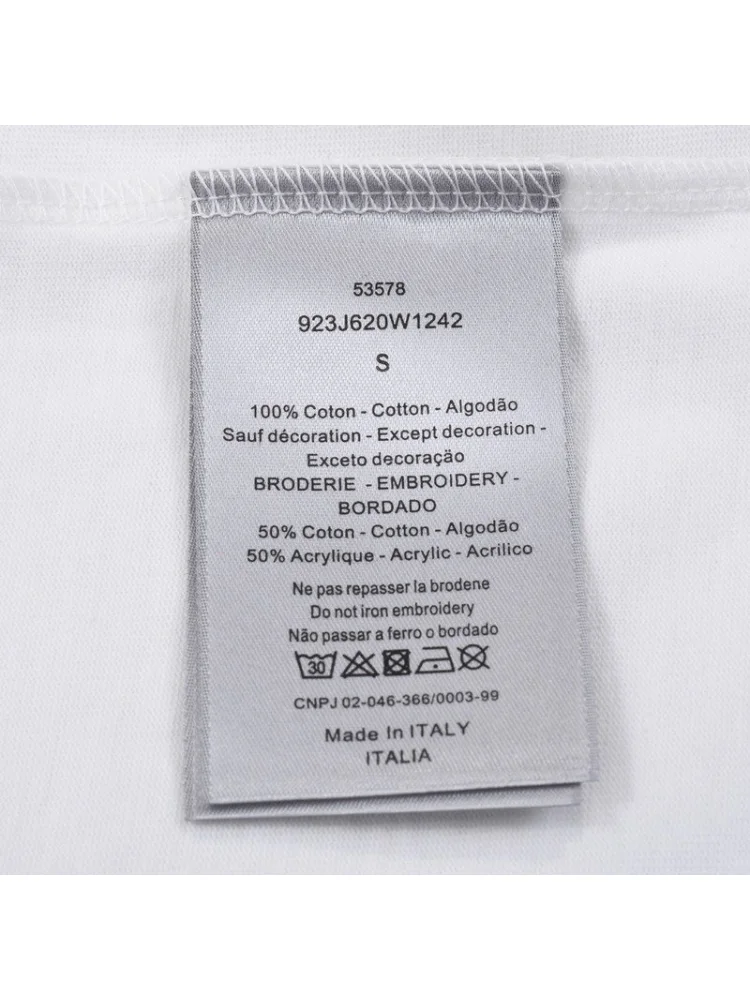 53578
923J620W1242
S
100% Coton - Cotton - Algodão
Sauf décoration - Except decoration -
Exceto decoraçäo
BRODERIE - EMBROIDERY -
BORDADO
50% Coton - Cotton - Algodão
50% Acrylique - Acrylic - Acrilico
Ne pas repasser la brodene
Do not iron embroidery
Não passar a ferro o bordado
30
CNPJ 02-046-366/0003-99
Made In ITALY
ITALIA